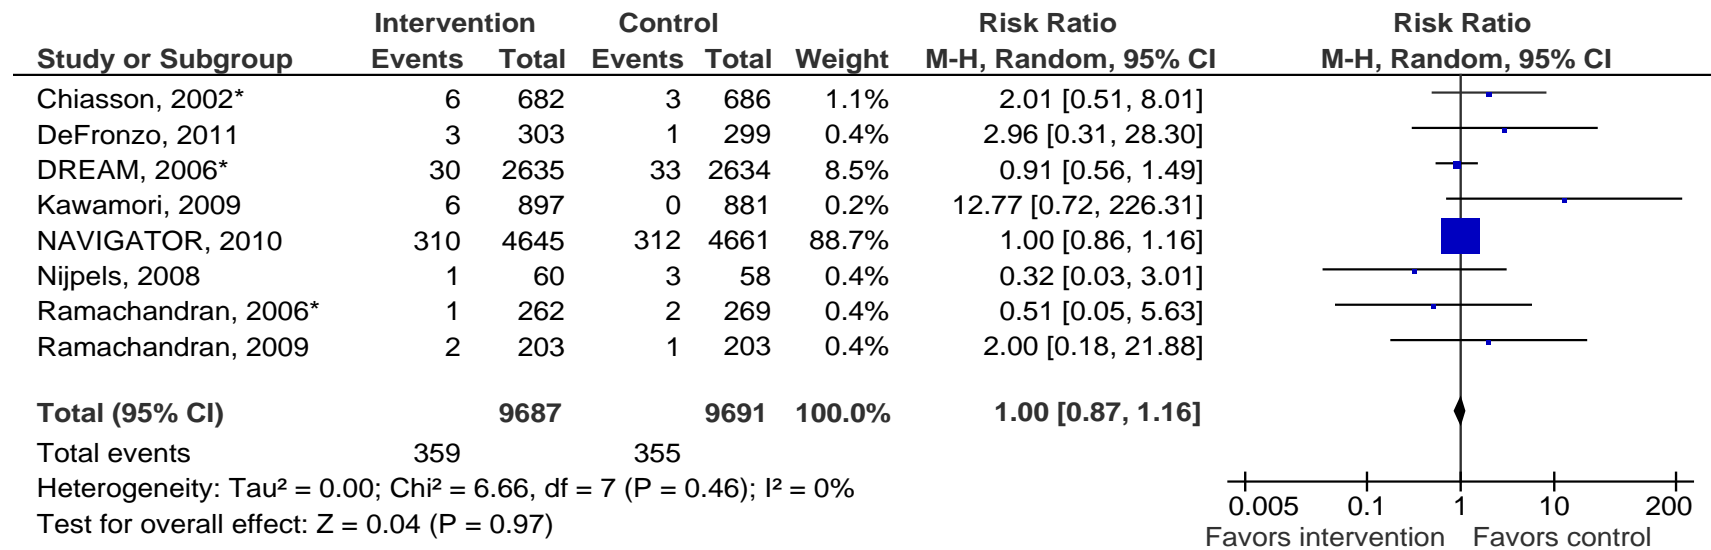 Intervention Control Risk Ratio Risk Ratio
Study or Subgroup Events Total Events Total Weight M-H, Random, 95% CI M-H, Random, 95% CI
Chiasson, 2002* 6 682 3 686 1.1% 2.01 [0.51, 8.01]
DeFronzo, 2011 3 303 1 299 0.4% 2.96 [0.31, 28.30]
DREAM, 2006* 30 2635 33 2634 8.5% 0.91 [0.56, 1.49]
Kawamori, 2009 6 897 0 881 0.2% 12.77 [0.72, 226.31]
NAVIGATOR, 2010 310 4645 312 4661 88.7% 1.00 [0.86, 1.16]
Nijpels, 2008 1 60 3 58 0.4% 0.32 [0.03, 3.01]
Ramachandran, 2006* 1 262 2 269 0.4% 0.51 [0.05, 5.63]
Ramachandran, 2009 2 203 1 203 0.4% 2.00 [0.18, 21.88]
Total (95% CI) 9687 9691 100.0% 1.00 [0.87, 1.16]
Total events 359 355
Heterogeneity: Tau² = 0.00; Chi² = 6.66, df = 7 (P = 0.46); I² = 0%
Test for overall effect: Z = 0.04 (P = 0.97)
0.005 0.1 1 10 200
Favors intervention Favors control